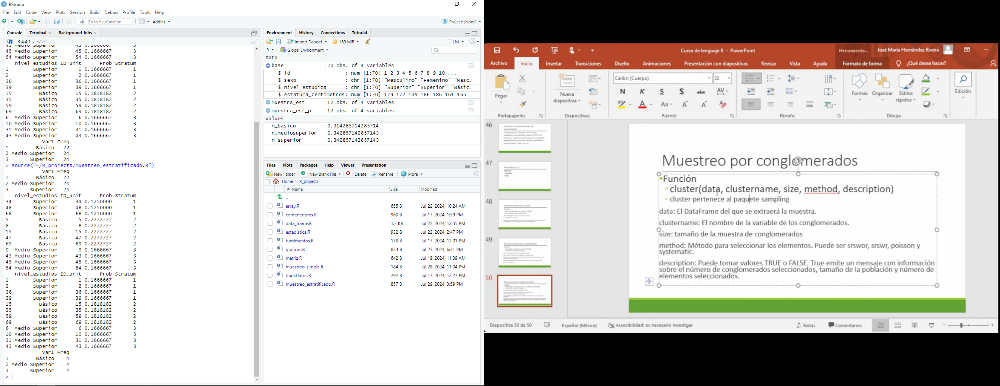 RStudio
File Edit Code View Plots Session Build Debug Profile Tools Help
Go to file/function Addins Project: (None)
Console Terminal Background Jobs
R 4.4.1 · ~/
45 Medio Superior 45 0.1666667 3
54 Medio Superior 54 0.1666667 3
nivel_estudios ID_unit Prob Stratum
1 Superior 1 0.1666667 1
2 Superior 2 0.1666667 1
36 Superior 36 0.1666667 1
39 Superior 39 0.1666667 1
15 Básico 15 0.1818182 2
35 Básico 35 0.1818182 2
59 Básico 59 0.1818182 2
69 Básico 69 0.1818182 2
6 Medio Superior 6 0.1666667 3
10 Medio Superior 10 0.1666667 3
31 Medio Superior 31 0.1666667 3
43 Medio Superior 43 0.1666667 3
Var1 Freq
1 Básico 22
2 Medio Superior 24
3 Superior 24
> source("~/R_projects/muestreo_estratificado.R")
Var1 Freq
1 Básico 22
2 Medio Superior 24
3 Superior 24
nivel_estudios ID_unit Prob Stratum
34 Superior 34 0.1250000 1
48 Superior 48 0.1250000 1
68 Superior 68 0.1250000 1
5 Básico 5 0.2272727 2
8 Básico 8 0.2272727 2
15 Básico 15 0.2272727 2
47 Básico 47 0.2272727 2
69 Básico 69 0.2272727 2
9 Medio Superior 9 0.1666667 3
43 Medio Superior 43 0.1666667 3
45 Medio Superior 45 0.1666667 3
54 Medio Superior 54 0.1666667 3
nivel_estudios ID_unit Prob Stratum
1 Superior 1 0.1666667 1
2 Superior 2 0.1666667 1
36 Superior 36 0.1666667 1
39 Superior 39 0.1666667 1
15 Básico 15 0.1818182 2
35 Básico 35 0.1818182 2
59 Básico 59 0.1818182 2
69 Básico 69 0.1818182 2
6 Medio Superior 6 0.1666667 3
10 Medio Superior 10 0.1666667 3
31 Medio Superior 31 0.1666667 3
43 Medio Superior 43 0.1666667 3
Var1 Freq
1 Básico 4
2 Medio Superior 4
3 Superior 4
>
Environment History Connections Tutorial
Import Dataset 189 MiB List
R Global Environment
Data
base 70 obs. of 4 variables
$ id : num [1:70] 1 2 3 4 5 6 7 8 9 10 ...
$ sexo : chr [1:70] "Masculino" "Femenino" "Masc...
$ nivel_estudios : chr [1:70] "Superior" "Superior" "Básic...
$ estatura_centimetros: num [1:70] 179 172 149 186 186 161 165 ...
muestra_est 12 obs. of 4 variables
muestra_est_p 12 obs. of 4 variables
Values
n_basico 0.314285714285714
n_mediosuperior 0.342857142857143
n_superior 0.342857142857143
Files Plots Packages Help Viewer Presentation
New Folder New Blank File Delete Rename More
Home R_projects ...
Name Size Modified
..
array.R 655 B Jul 22, 2024, 10:24 AM
contenedores.R 960 B Jul 17, 2024, 1:39 PM
data_frame.R 1.2 KB Jul 22, 2024, 12:55 PM
estadistica.R 932 B Jul 22, 2024, 2:47 PM
fundmentos.R 178 B Jul 17, 2024, 12:01 PM
graficas.R 824 B Jul 23, 2024, 6:31 PM
matriz.R 642 B Jul 19, 2024, 11:39 AM
muestreo_simple.R 184 B Jul 28, 2024, 11:04 PM
tiposDatos.R 292 B Jul 17, 2024, 12:27 PM
muestreo_estratificado.R 857 B Jul 29, 2024, 3:59 PM
Curso de lenguaje R - PowerPoint Herramienta... José María Hernández Rivera
Archivo Inicio Insertar Transiciones Diseño Animaciones Presentación con diapositivas Revisar Vista Ayuda Formato de forma ¿Qué desea hacer?
Calibri (Cuerpo) 22
N K S S abc AV
Pegar Nueva diapositiva Formas Organizar Estilos rápidos Edición
Portapapeles Diapositivas Fuente Párrafo Dibujo
46
47
48
49
50
Muestreo por conglomerados
•Función
◦ cluster(data, clustername, size, method, description)
◦ cluster pertenece al paquete sampling
data: El DataFrame del que se extraerá la muestra.
clustername: El nombre de la variable de los conglomerados.
size: tamaño de la muestra de conglomerados
method: Método para seleccionar los elementos. Puede ser srswor, srswr, poisson y
systematic.
description: Puede tomar valores TRUE o FALSE. True emite un mensaje con información
sobre el número de conglomerados seleccionados, tamaño de la población y número de
elementos seleccionados.
Diapositiva 50 de 50 Español (México) Accesibilidad: es necesario investigar Notas Comentarios